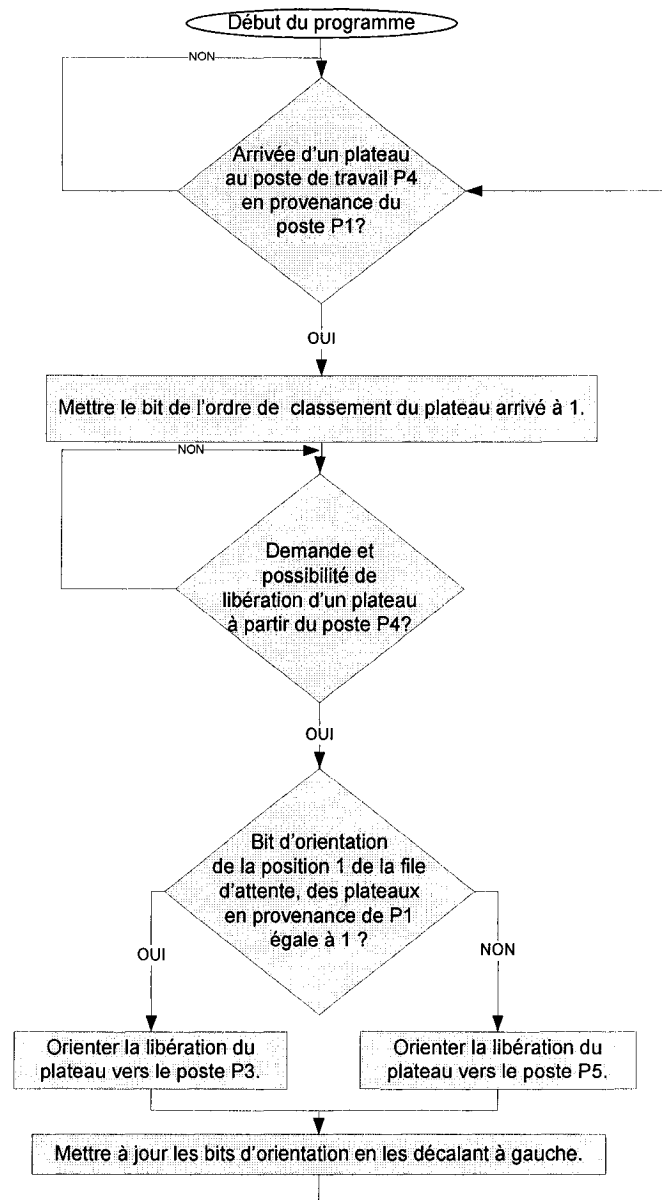 Début du programme
NON
Arrivée d'un plateau
au poste de travail P4
en provenance du
poste P1?
OUI
Mettre le bit de l'ordre de classement du plateau arrivé à 1.
NON
Demande et
possibilité de
libération d'un plateau
à partir du poste P4?
OUI
Bit d'orientation
de la position 1 de la file
d'attente, des plateaux
en provenance de P1
égale à 1 ?
OUI
NON
Orienter la libération du
plateau vers le poste P3.
Orienter la libération du
plateau vers le poste P5.
Mettre à jour les bits d'orientation en les décalant à gauche.